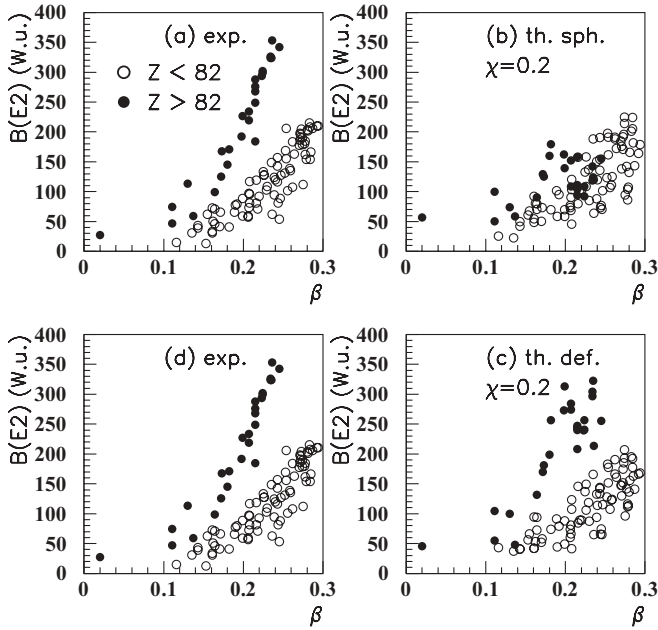 B(E2) (W.u.)
400
350
300
250
200
150
100
50
0
(a) exp.
Z < 82
Z > 82
0 0.1 0.2 0.3
β
B(E2) (W.u.)
400
350
300
250
200
150
100
50
0
(b) th. sph.
χ=0.2
0 0.1 0.2 0.3
β
B(E2) (W.u.)
400
350
300
250
200
150
100
50
0
(d) exp.
0 0.1 0.2 0.3
β
B(E2) (W.u.)
400
350
300
250
200
150
100
50
0
(c) th. def.
χ=0.2
0 0.1 0.2 0.3
β